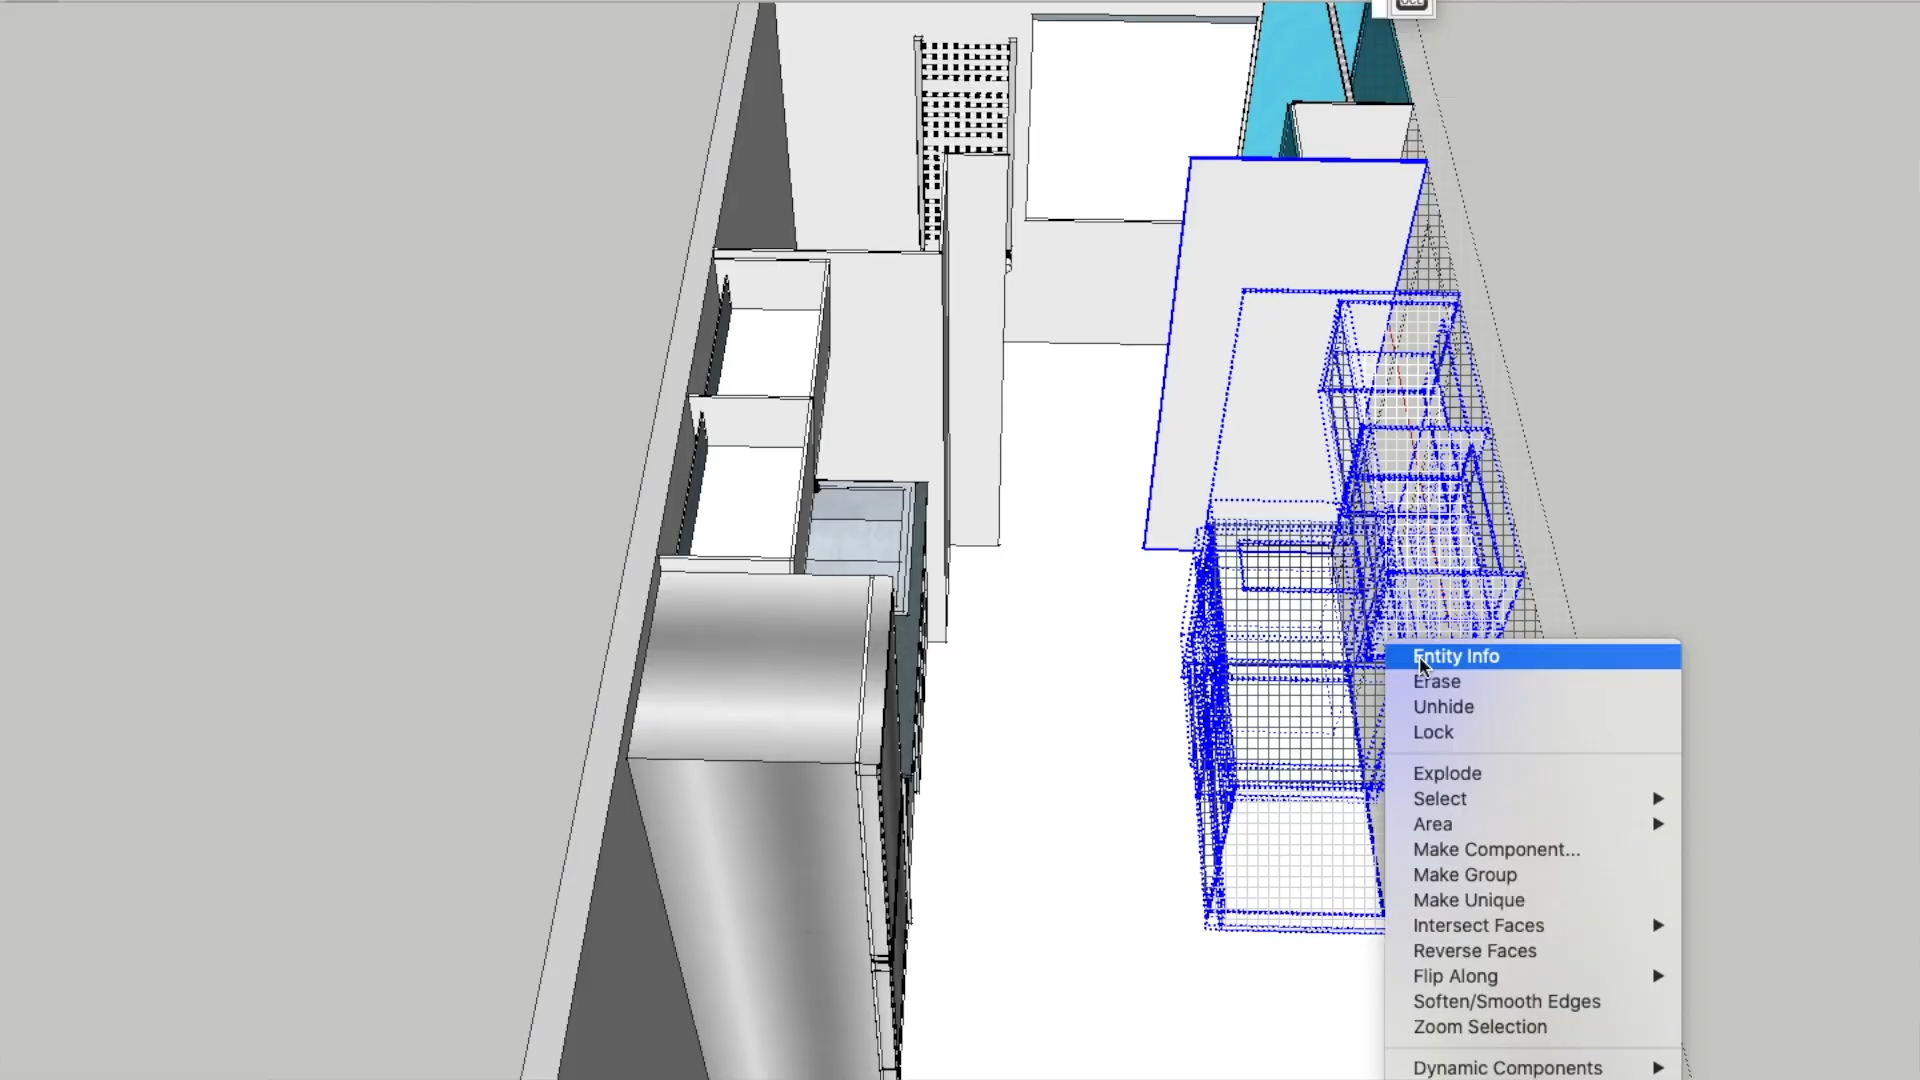 Entity Info
Erase
Unhide
Lock
Explode
Select
Area
Make Component...
Make Group
Make Unique
Intersect Faces
Reverse Faces
Flip Along
Soften/Smooth Edges
Zoom Selection
Dynamic Components